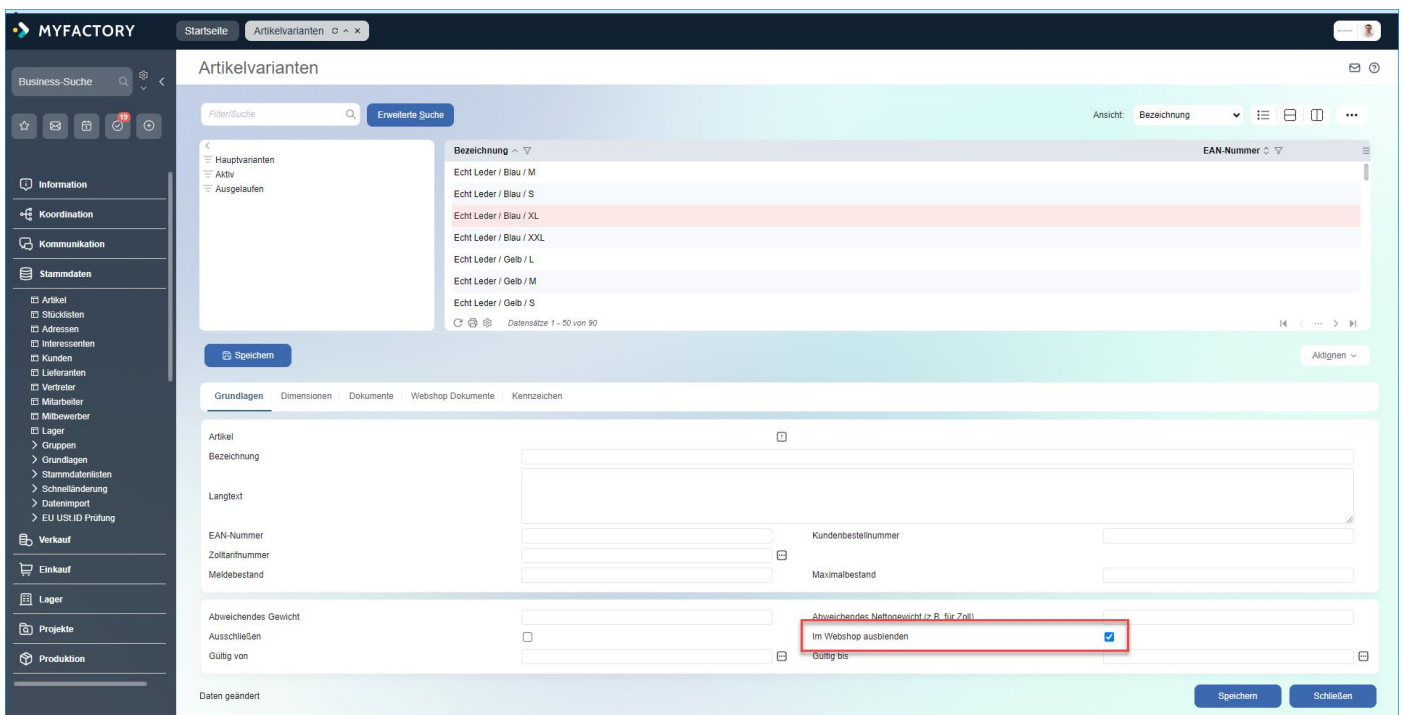 MYFACTORY
Startseite
Artikelvarianten
Business-Suche
19
Information
Koordination
Kommunikation
Stammdaten
Artikel
Stücklisten
Adressen
Interessenten
Kunden
Lieferanten
Vertreter
Mitarbeiter
Mitbewerber
Lager
Gruppen
Grundlagen
Stammdatenlisten
Schnelländerung
Datenimport
EU USt.ID Prüfung
Verkauf
Einkauf
Lager
Projekte
Produktion
Artikelvarianten
Filter/Suche
Erweiterte Suche
Ansicht: Bezeichnung
Hauptvarianten
Aktiv
Ausgelaufen
Bezeichnung EAN-Nummer
Echt Leder / Blau / M
Echt Leder / Blau / S
Echt Leder / Blau / XL
Echt Leder / Blau / XXL
Echt Leder / Gelb / L
Echt Leder / Gelb / M
Echt Leder / Gelb / S
Datensätze 1 - 50 von 90
Speichern
Aktionen
Grundlagen Dimensionen Dokumente Webshop Dokumente Kennzeichen
Artikel
Bezeichnung
Langtext
EAN-Nummer Kundenbestellnummer
Zolltarifnummer
Meldebestand Maximalbestand
Abweichendes Gewicht Abweichendes Nettogewicht (z.B. für Zoll)
Ausschließen Im Webshop ausblenden
Gültig von Gültig bis
Daten geändert
Speichern Schließen